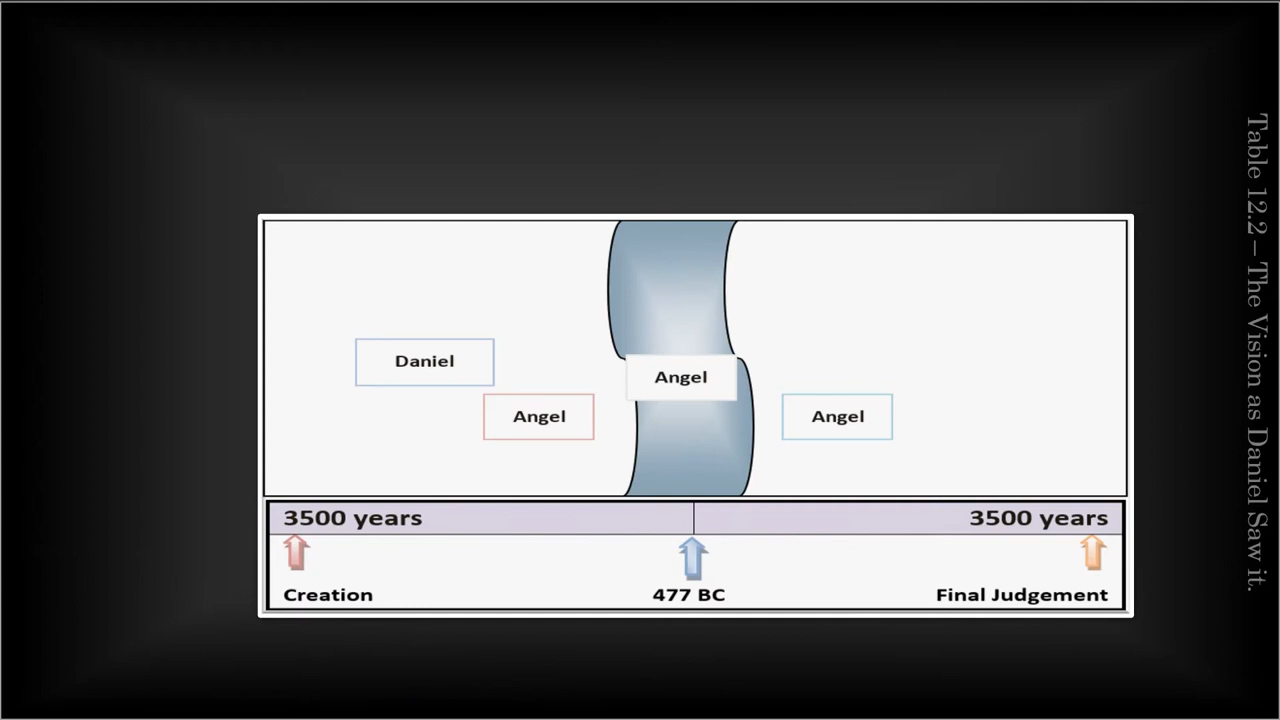 Daniel
Angel
Angel
Angel
3500 years
3500 years
Creation
477 BC
Final Judgement
Table 12.2 – The Vision as Daniel Saw it.